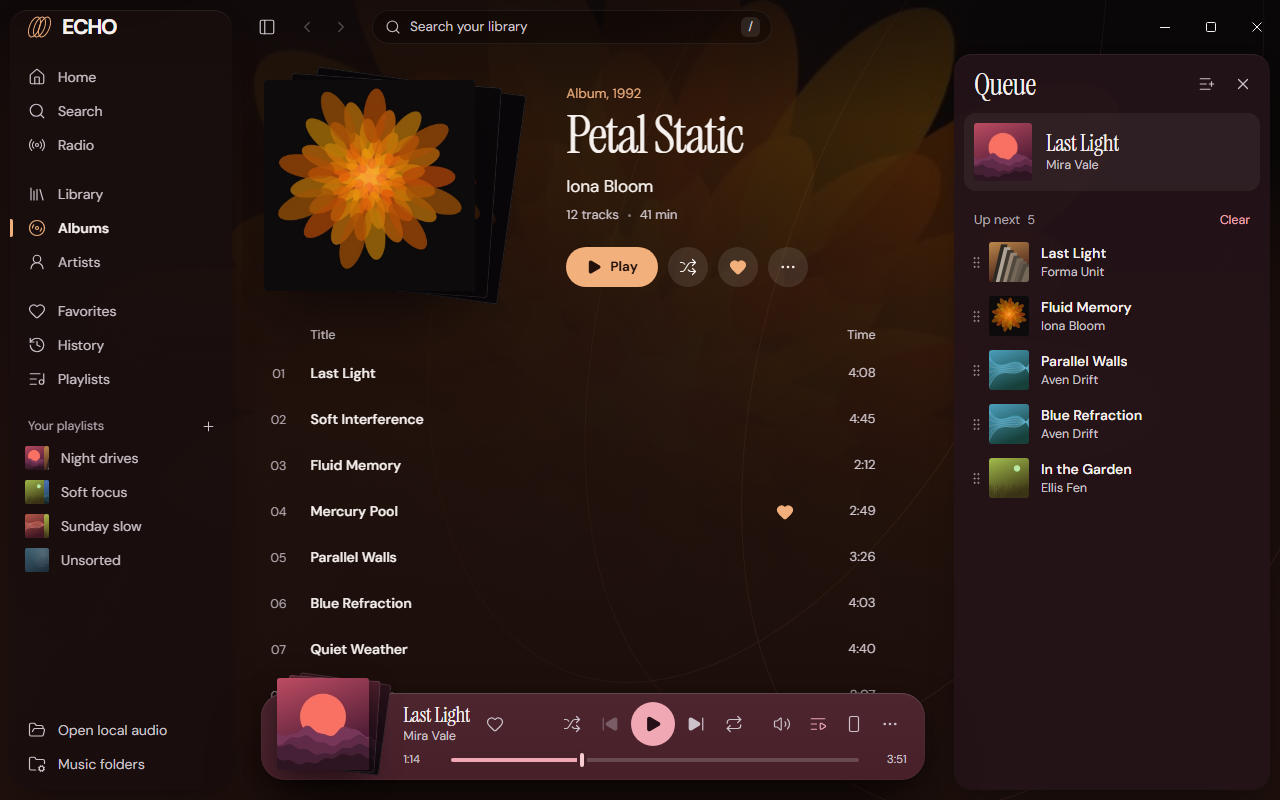 ECHO
Search your library
/
Home
Search
Radio
Library
Albums
Artists
Favorites
History
Playlists
Your playlists
Night drives
Soft focus
Sunday slow
Unsorted
Open local audio
Music folders
Album, 1992
Petal Static
Iona Bloom
12 tracks • 41 min
Play
Title Time
01 Last Light 4:08
02 Soft Interference 4:45
03 Fluid Memory 2:12
04 Mercury Pool 2:49
05 Parallel Walls 3:26
06 Blue Refraction 4:03
07 Quiet Weather 4:40
Last Light
Mira Vale
1:14 3:51
Queue
Last Light
Mira Vale
Up next 5 Clear
Last Light
Forma Unit
Fluid Memory
Iona Bloom
Parallel Walls
Aven Drift
Blue Refraction
Aven Drift
In the Garden
Ellis Fen